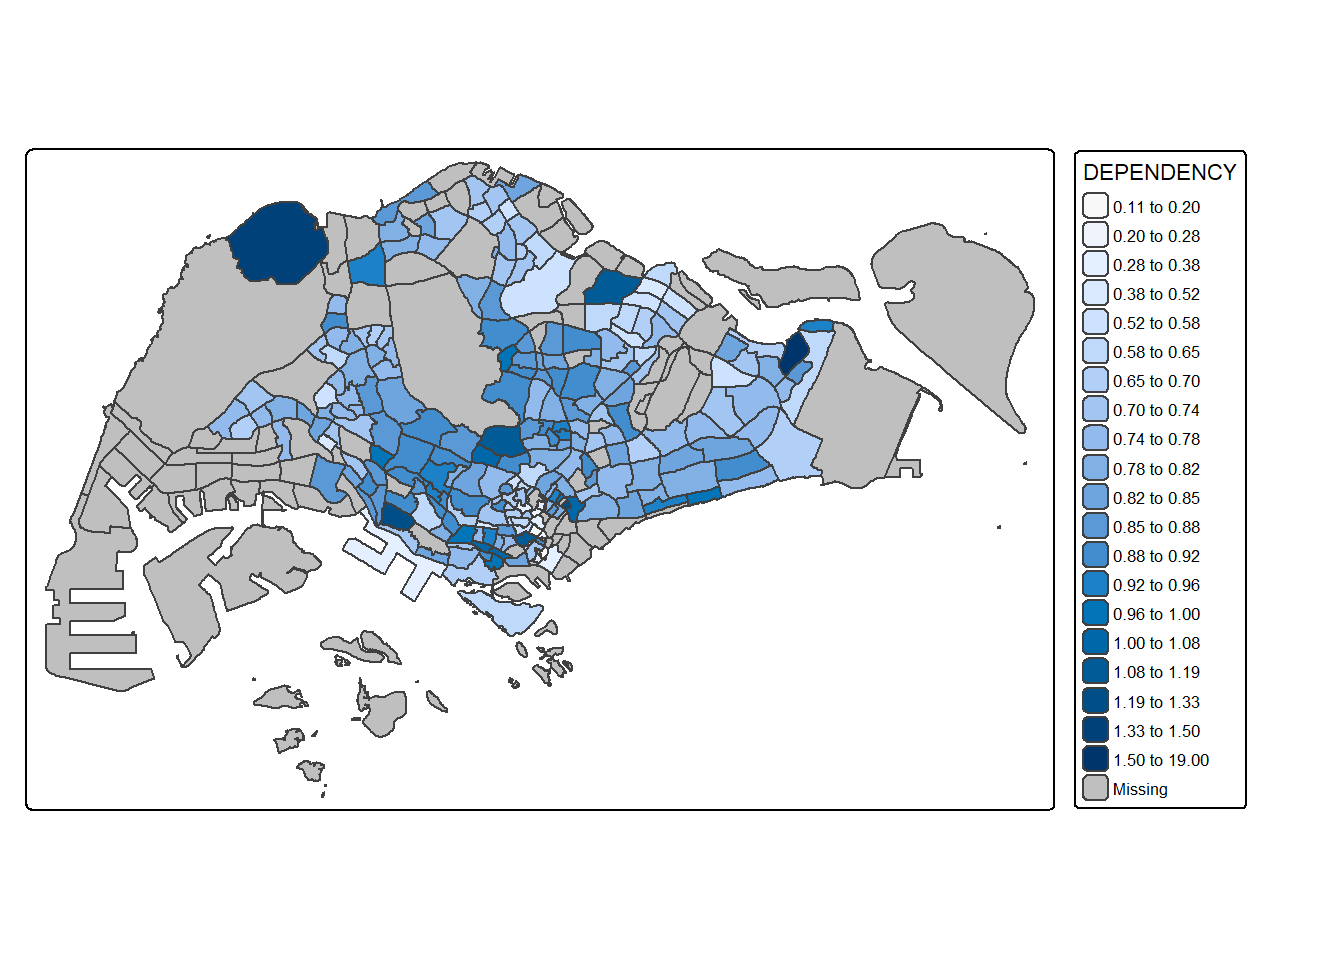 DEPENDENCY
0.11 to 0.20
0.20 to 0.28
0.28 to 0.38
0.38 to 0.52
0.52 to 0.58
0.58 to 0.65
0.65 to 0.70
0.70 to 0.74
0.74 to 0.78
0.78 to 0.82
0.82 to 0.85
0.85 to 0.88
0.88 to 0.92
0.92 to 0.96
0.96 to 1.00
1.00 to 1.08
1.08 to 1.19
1.19 to 1.33
1.33 to 1.50
1.50 to 19.00
Missing